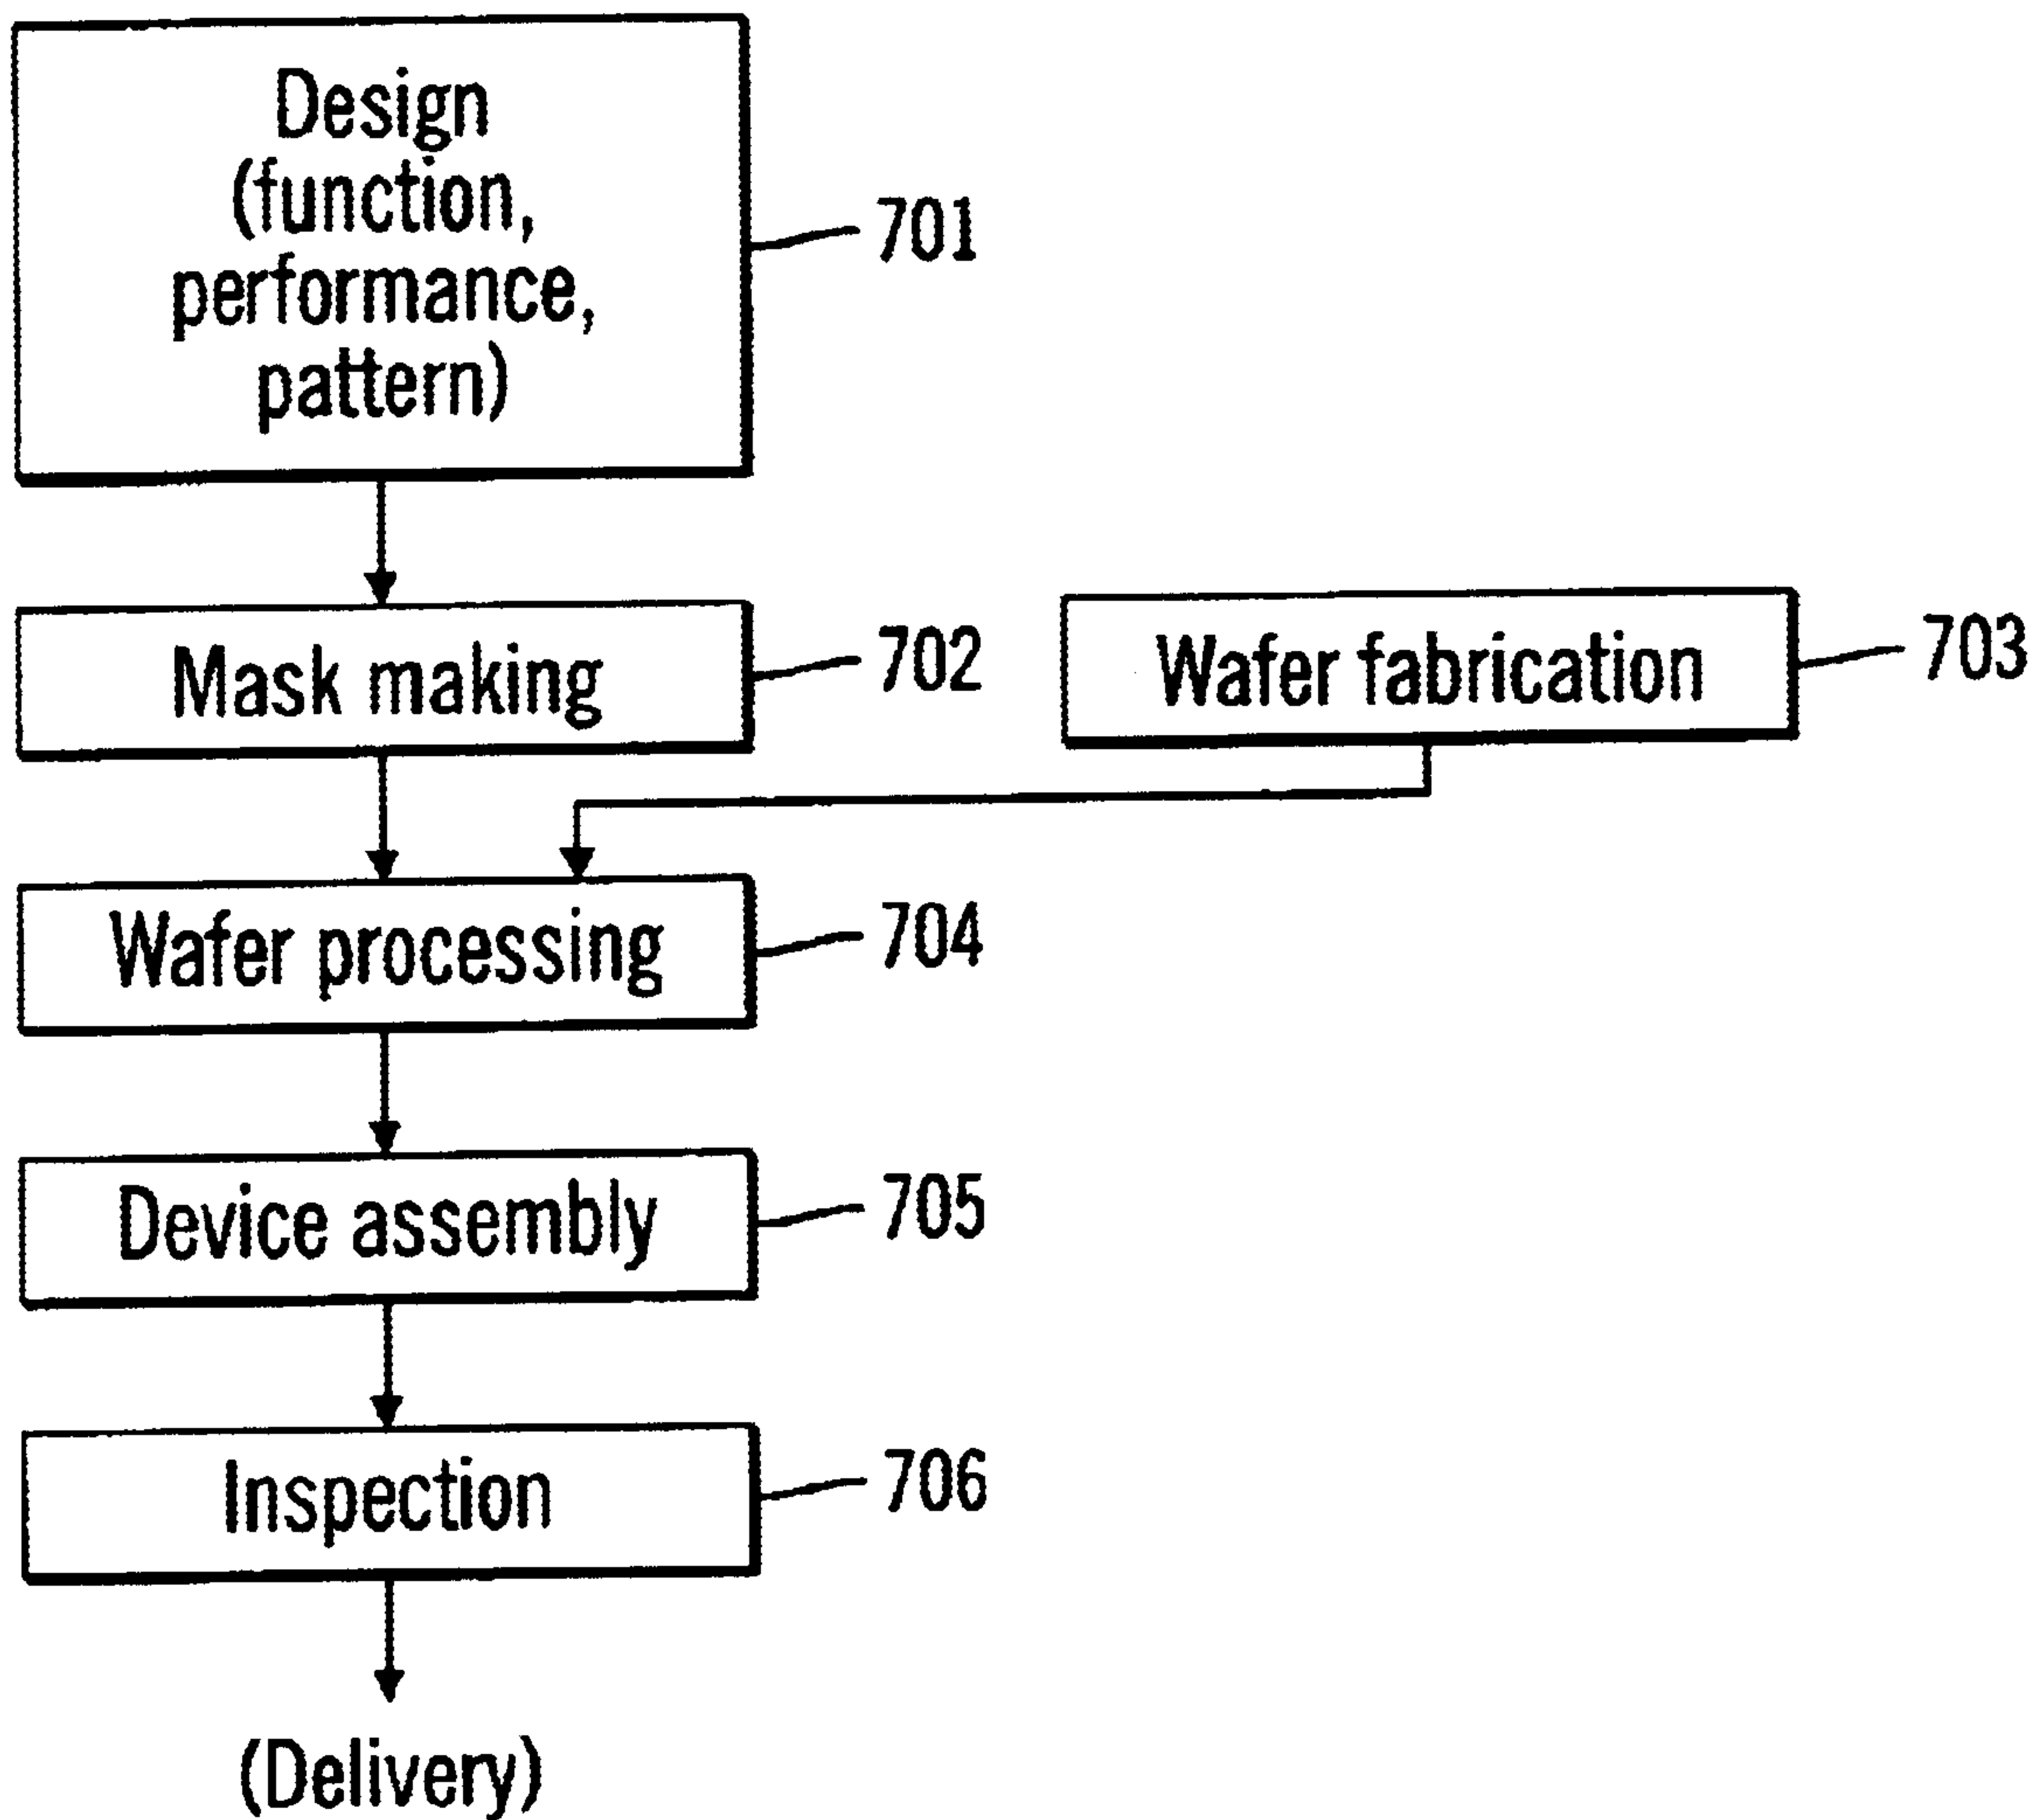 Design
(function,
performance,
pattern)
701
Mask making
702
Wafer fabrication
703
Wafer processing
704
Device assembly
705
Inspection
706
(Delivery)